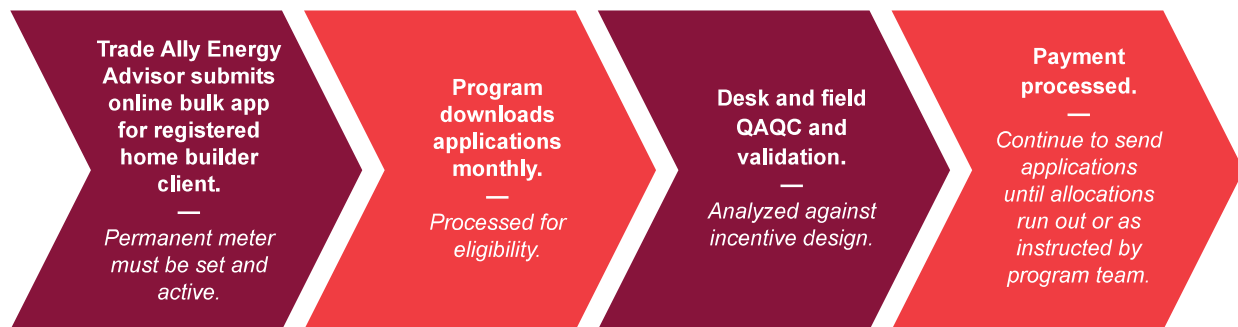 Trade Ally Energy
Advisor submits
online bulk app
for registered
home builder
client.
—
Permanent meter
must be set and
active.
Program
downloads
applications
monthly.
—
Processed for
eligibility.
Desk and field
QAQC and
validation.
—
Analyzed against
incentive design.
Payment
processed.
—
Continue to send
applications
until allocations
run out or as
instructed by
program team.